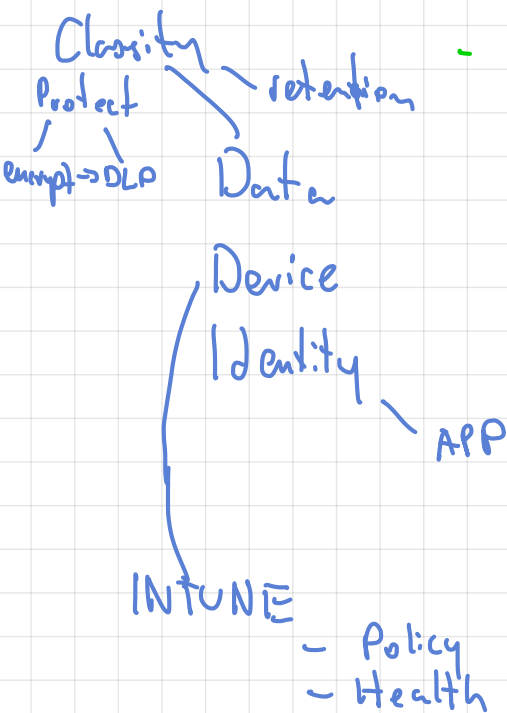 Classify
retention
Protect
encrypt → DLP
Data
Device
Identity
APP
INTUNE
- Policy
- Health